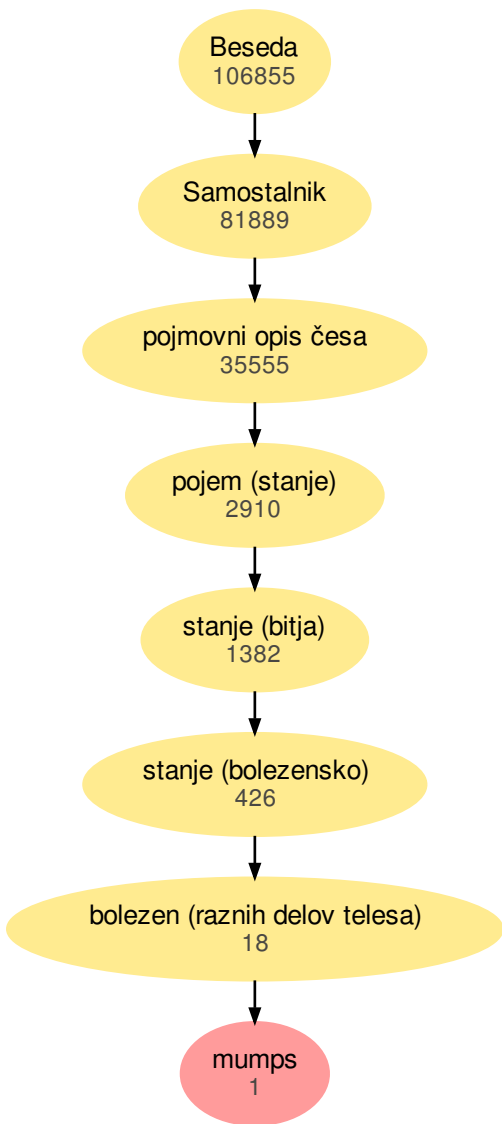 Beseda
106855
Samostalnik
81889
pojmovni opis česa
35555
pojem (stanje)
2910
stanje (bitja)
1382
stanje (bolezensko)
426
bolezen (raznih delov telesa)
18
mumps
1